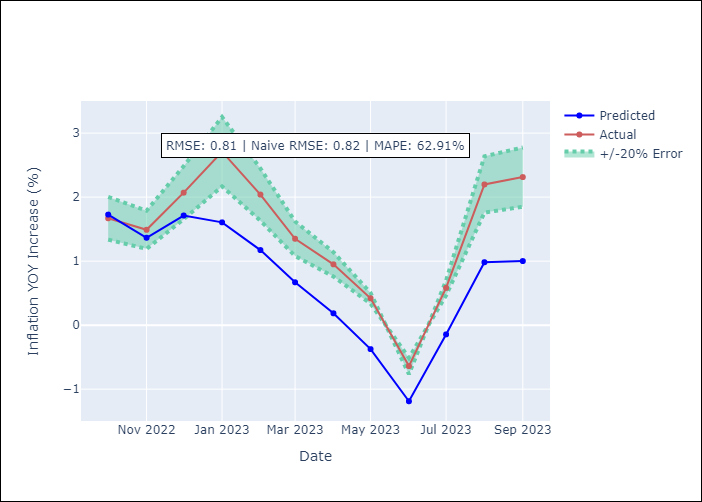 RMSE: 0.81 | Naive RMSE: 0.82 | MAPE: 62.91%
Predicted
Actual
+/-20% Error
Inflation YOY Increase (%)
3
2
1
0
−1
Nov 2022 Jan 2023 Mar 2023 May 2023 Jul 2023 Sep 2023
Date